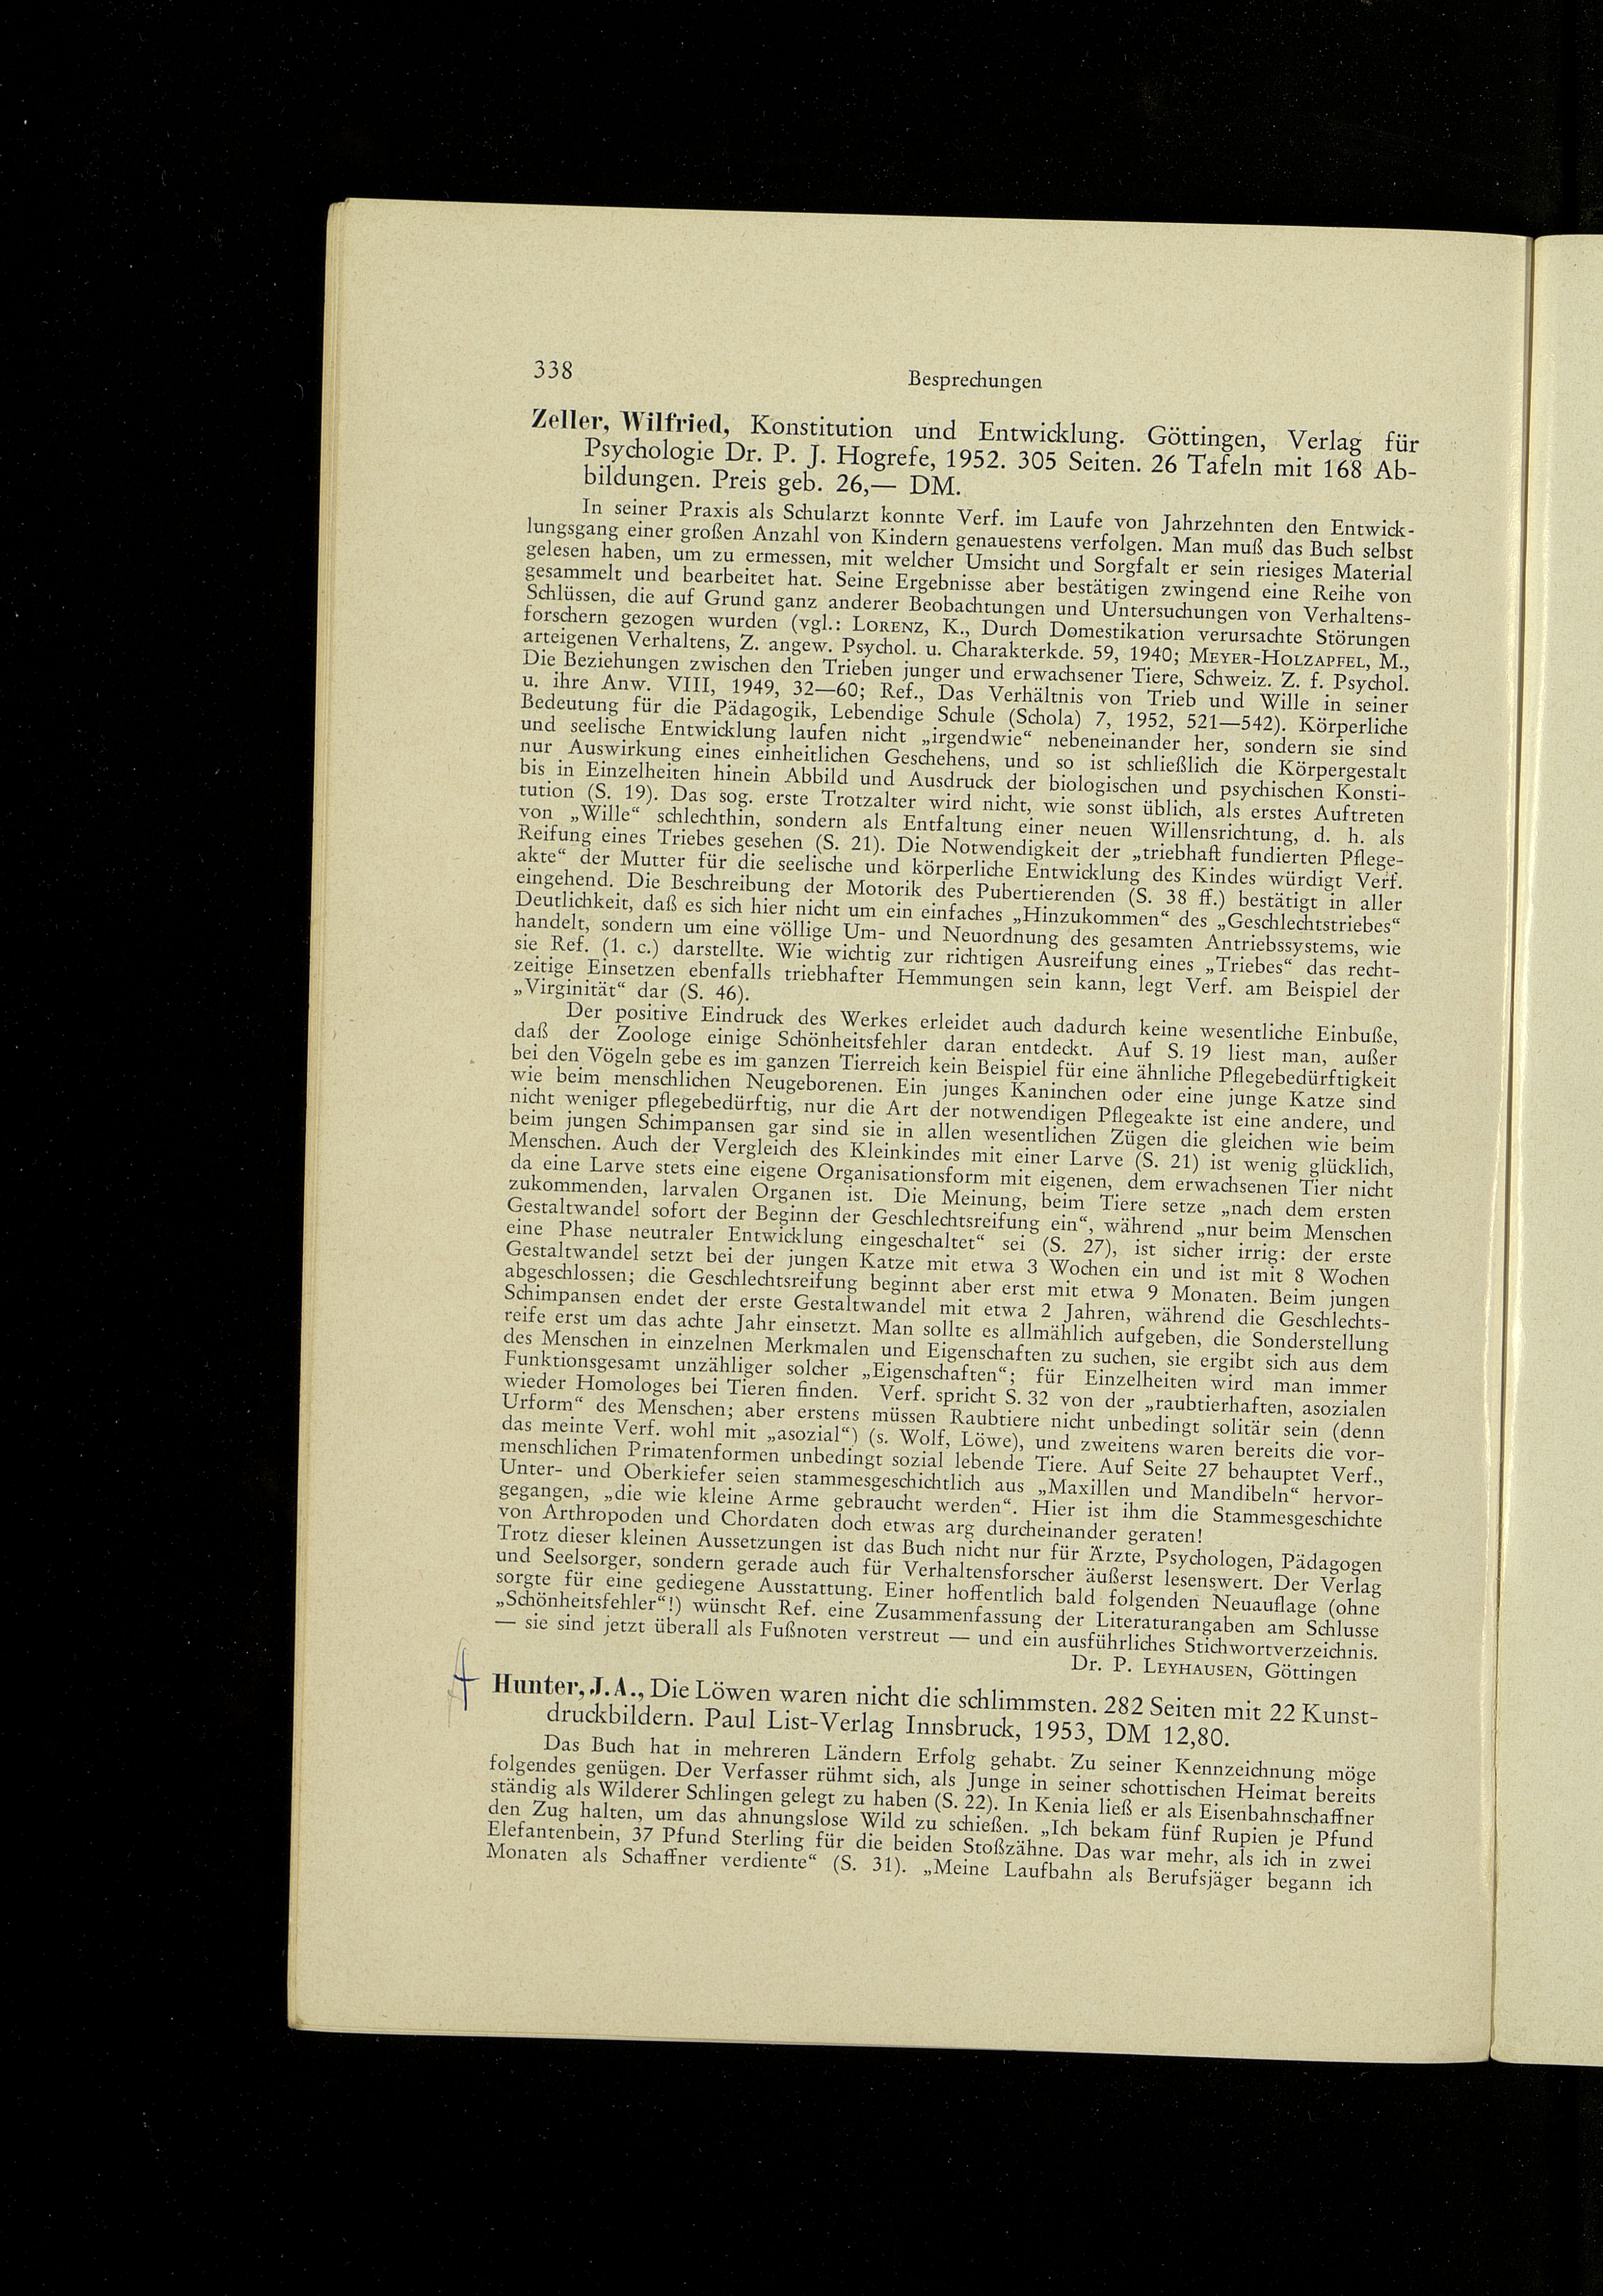 338
Besprechungen
Zeller, Wilfried, Konstitution und Entwicklung. Göttingen, Verlag für
Psychologie Dr. P. J. Hogrefe, 1952. 305 Seiten. 26 Tafeln mit 168 Ab-
bildungen. Preis geb. 26,— DM.
In seiner Praxis als Schularzt konnte Verf. im Laufe von Jahrzehnten den Entwick-
lungsgang einer großen Anzahl von Kindern genauestens verfolgen. Man muß das Buch selbst
gelesen haben, um zu ermessen, mit welcher Umsicht und Sorgfalt er sein riesiges Material
gesammelt und bearbeitet hat. Seine Ergebnisse aber bestätigen zwingend eine Reihe von
Schlüssen, die auf Grund ganz anderer Beobachtungen und Untersuchungen von Verhaltens-
forschern gezogen wurden (vgl.: LORENZ, K., Durch Domestikation verursachte Störungen
arteigenen Verhaltens, Z. angew. Psychol. u. Charakterkde. 59, 1940; MEYER-HOLZAPFEL, M.,
Die Beziehungen zwischen den Trieben junger und erwachsener Tiere, Schweiz. Z. f. Psychol.
u. ihre Anw. VIII, 1949, 32—60; Ref., Das Verhältnis von Trieb und Wille in seiner
Bedeutung für die Pädagogik, Lebendige Schule (Schola) 7, 1952, 521—542). Körperliche
und seelische Entwicklung laufen nicht „irgendwie“ nebeneinander her, sondern sie sind
nur Auswirkung eines einheitlichen Geschehens, und so ist schließlich die Körpergestalt
bis in Einzelheiten hinein Abbild und Ausdruck der biologischen und psychischen Konsti-
tution (S. 19). Das sog. erste Trotzalter wird nicht, wie sonst üblich, als erstes Auftreten
von „Wille“ schlechthin, sondern als Entfaltung einer neuen Willensrichtung, d. h. als
Reifung eines Triebes gesehen (S. 21). Die Notwendigkeit der „triebhaft fundierten Pflege-
akte“ der Mutter für die seelische und körperliche Entwicklung des Kindes würdigt Verf.
eingehend. Die Beschreibung der Motorik des Pubertierenden (S. 38 ff.) bestätigt in aller
Deutlichkeit, daß es sich hier nicht um ein einfaches „Hinzukommen“ des „Geschlechtstriebes“
handelt, sondern um eine völlige Um- und Neuordnung des gesamten Antriebssystems, wie
sie Ref. (1. c.) darstellte. Wie wichtig zur richtigen Ausreifung eines „Triebes“ das recht-
zeitige Einsetzen ebenfalls triebhafter Hemmungen sein kann, legt Verf. am Beispiel der
„Virginität“ dar (S. 46).
Der positive Eindruck des Werkes erleidet auch dadurch keine wesentliche Einbuße,
daß der Zoologe einige Schönheitsfehler daran entdeckt. Auf S. 19 liest man, außer
bei den Vögeln gebe es im ganzen Tierreich kein Beispiel für eine ähnliche Pflegebedürftigkeit
wie beim menschlichen Neugeborenen. Ein junges Kaninchen oder eine junge Katze sind
nicht weniger pflegebedürftig, nur die Art der notwendigen Pflegeakte ist eine andere, und
beim jungen Schimpansen gar sind sie in allen wesentlichen Zügen die gleichen wie beim
Menschen. Auch der Vergleich des Kleinkindes mit einer Larve (S. 21) ist wenig glücklich,
da eine Larve stets eine eigene Organisationsform mit eigenen, dem erwachsenen Tier nicht
zukommenden, larvalen Organen ist. Die Meinung, beim Tiere setze „nach dem ersten
Gestaltwandel sofort der Beginn der Geschlechtsreifung ein“, während „nur beim Menschen
eine Phase neutraler Entwicklung eingeschaltet“ sei (S. 27), ist sicher irrig: der erste
Gestaltwandel setzt bei der jungen Katze mit etwa 3 Wochen ein und ist mit 8 Wochen
abgeschlossen; die Geschlechtsreifung beginnt aber erst mit etwa 9 Monaten. Beim jungen
Schimpansen endet der erste Gestaltwandel mit etwa 2 Jahren, während die Geschlechts-
reife erst um das achte Jahr einsetzt. Man sollte es allmählich aufgeben, die Sonderstellung
des Menschen in einzelnen Merkmalen und Eigenschaften zu suchen, sie ergibt sich aus dem
Funktionsgesamt unzähliger solcher „Eigenschaften“; für Einzelheiten wird man immer
wieder Homologes bei Tieren finden. Verf. spricht S. 32 von der „raubtierhaften, asozialen
Urform“ des Menschen; aber erstens müssen Raubtiere nicht unbedingt solitär sein (denn
das meinte Verf. wohl mit „asozial“) (s. Wolf, Löwe), und zweitens waren bereits die vor-
menschlichen Primatenformen unbedingt sozial lebende Tiere. Auf Seite 27 behauptet Verf.,
Unter- und Oberkiefer seien stammesgeschichtlich aus „Maxillen und Mandibeln“ hervor-
gegangen, „die wie kleine Arme gebraucht werden“. Hier ist ihm die Stammesgeschichte
von Arthropoden und Chordaten doch etwas arg durcheinander geraten!
Trotz dieser kleinen Aussetzungen ist das Buch nicht nur für Ärzte, Psychologen, Pädagogen
und Seelsorger, sondern gerade auch für Verhaltensforscher äußerst lesenswert. Der Verlag
sorgte für eine gediegene Ausstattung. Einer hoffentlich bald folgenden Neuauflage (ohne
„Schönheitsfehler“!) wünscht Ref. eine Zusammenfassung der Literaturangaben am Schlusse
— sie sind jetzt überall als Fußnoten verstreut — und ein ausführliches Stichwortverzeichnis.
Dr. P. LEYHAUSEN, Göttingen
Hunter, J. A., Die Löwen waren nicht die schlimmsten. 282 Seiten mit 22 Kunst-
druckbildern. Paul List-Verlag Innsbruck, 1953, DM 12,80.
Das Buch hat in mehreren Ländern Erfolg gehabt. Zu seiner Kennzeichnung möge
folgendes genügen. Der Verfasser rühmt sich, als Junge in seiner schottischen Heimat bereits
ständig als Wilderer Schlingen gelegt zu haben (S. 22). In Kenia ließ er als Eisenbahnschaffner
den Zug halten, um das ahnungslose Wild zu schießen. „Ich bekam fünf Rupien je Pfund
Elefantenbein, 37 Pfund Sterling für die beiden Stoßzähne. Das war mehr, als ich in zwei
Monaten als Schaffner verdiente“ (S. 31). „Meine Laufbahn als Berufsjäger begann ich